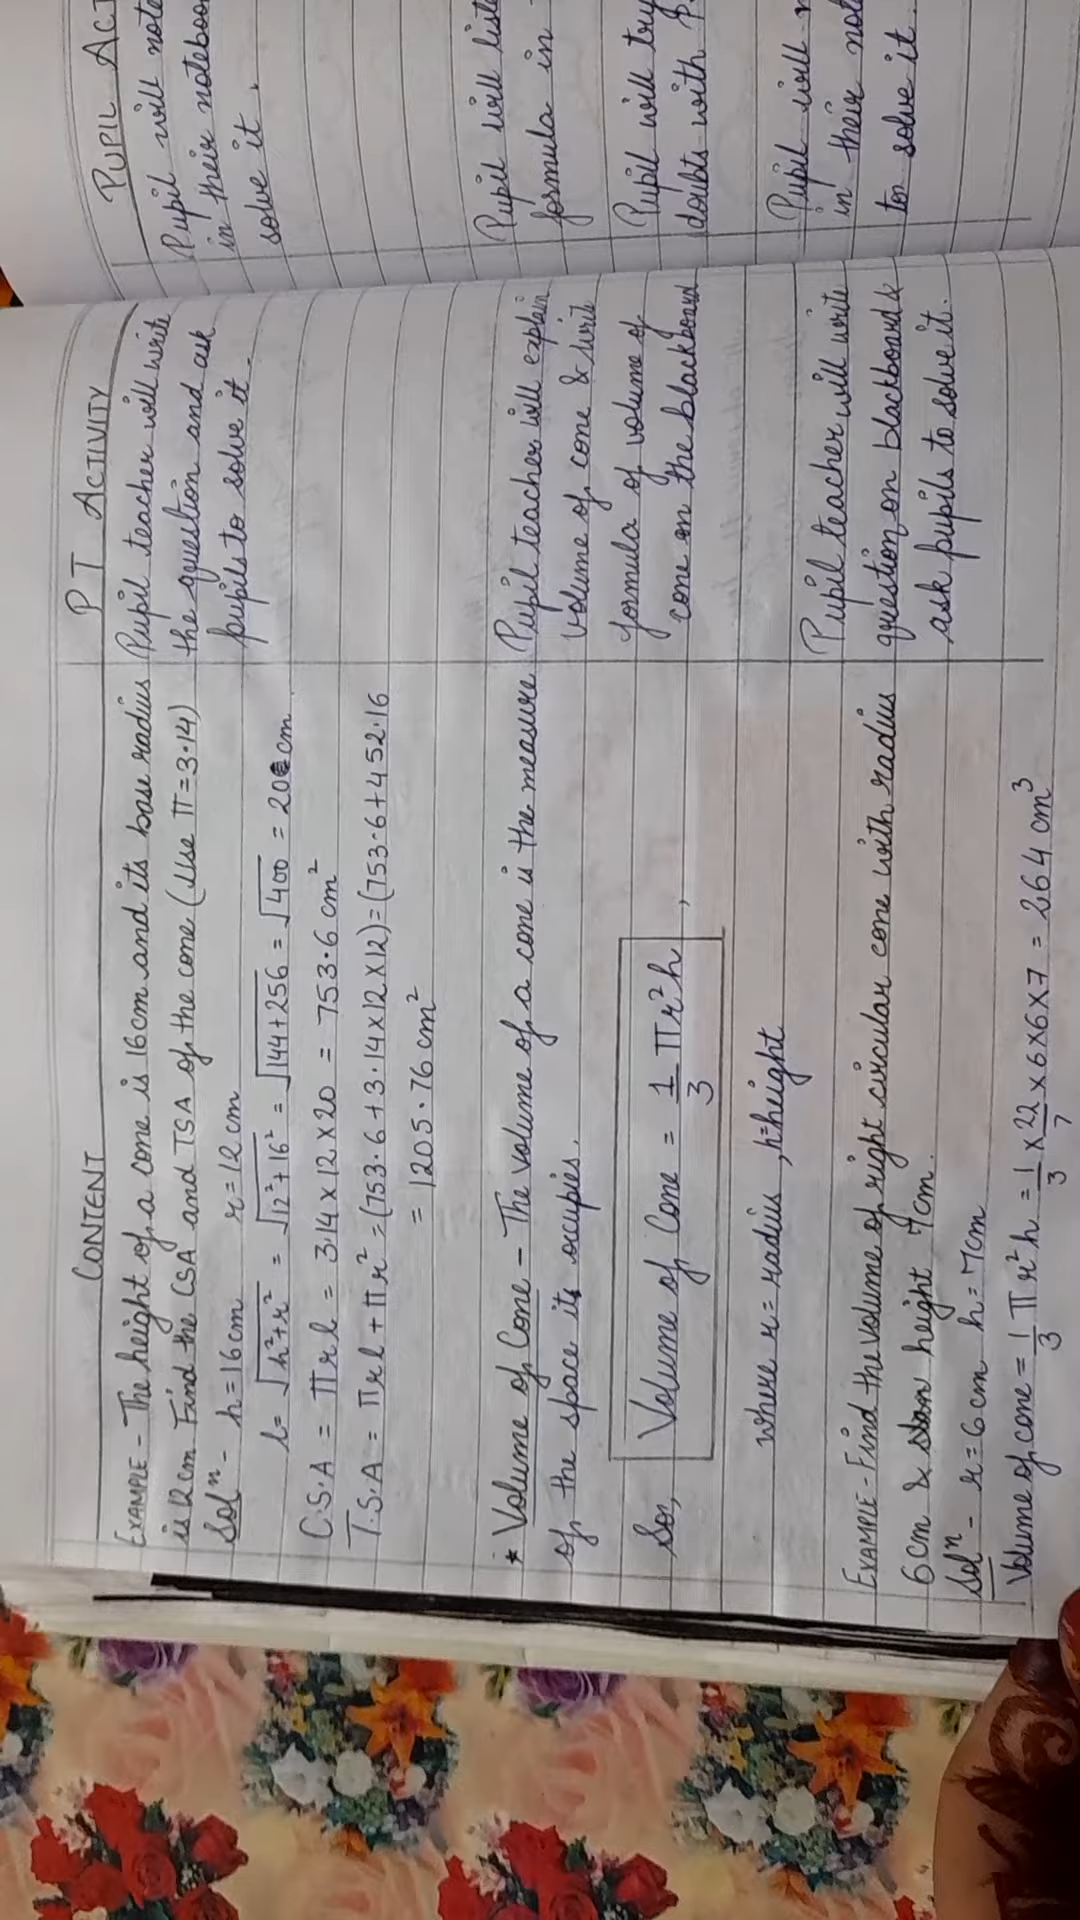 CONTENT
EXAMPLE - The height of a cone is 16cm and its base radius
is 12cm Find the CSA and TSA of the cone (Use π = 3.14)
Solⁿ - h = 16cm r = 12cm
l = √h²+r² = √12²+16² = √144+256 = √400 = 20cm
C.S.A = πrl = 3.14 x 12 x 20 = 753.6 cm²
T.S.A = πrl + πr² = (753.6 + 3.14 x 12 x 12) = (753.6 + 452.16
= 1205.76 cm²
* Volume of Cone - The volume of a cone is the measure
of the space it occupies.
So, Volume of Cone = 1/3 πr²h ,
where r = radius , h = height
EXAMPLE - Find the volume of right circular cone with radius
6cm & height 7cm.
Solⁿ - r = 6cm h = 7cm
Volume of cone = 1/3 πr²h = 1/3 x 22/7 x 6 x 6 x 7 = 264 cm³
PT ACTIVITY
Pupil teacher will write
the question and ask
pupils to solve it.
Pupil teacher will explain
volume of cone & write
formula of volume of
cone on the blackboard
Pupil teacher will write
question on blackboard &
ask pupils to solve it.
PUPIL ACT
Pupil will note
in their noteboo
solve it.
Pupil will list
formula in
Pupil will try
doubts with
Pupil will
in their not
to solve it.